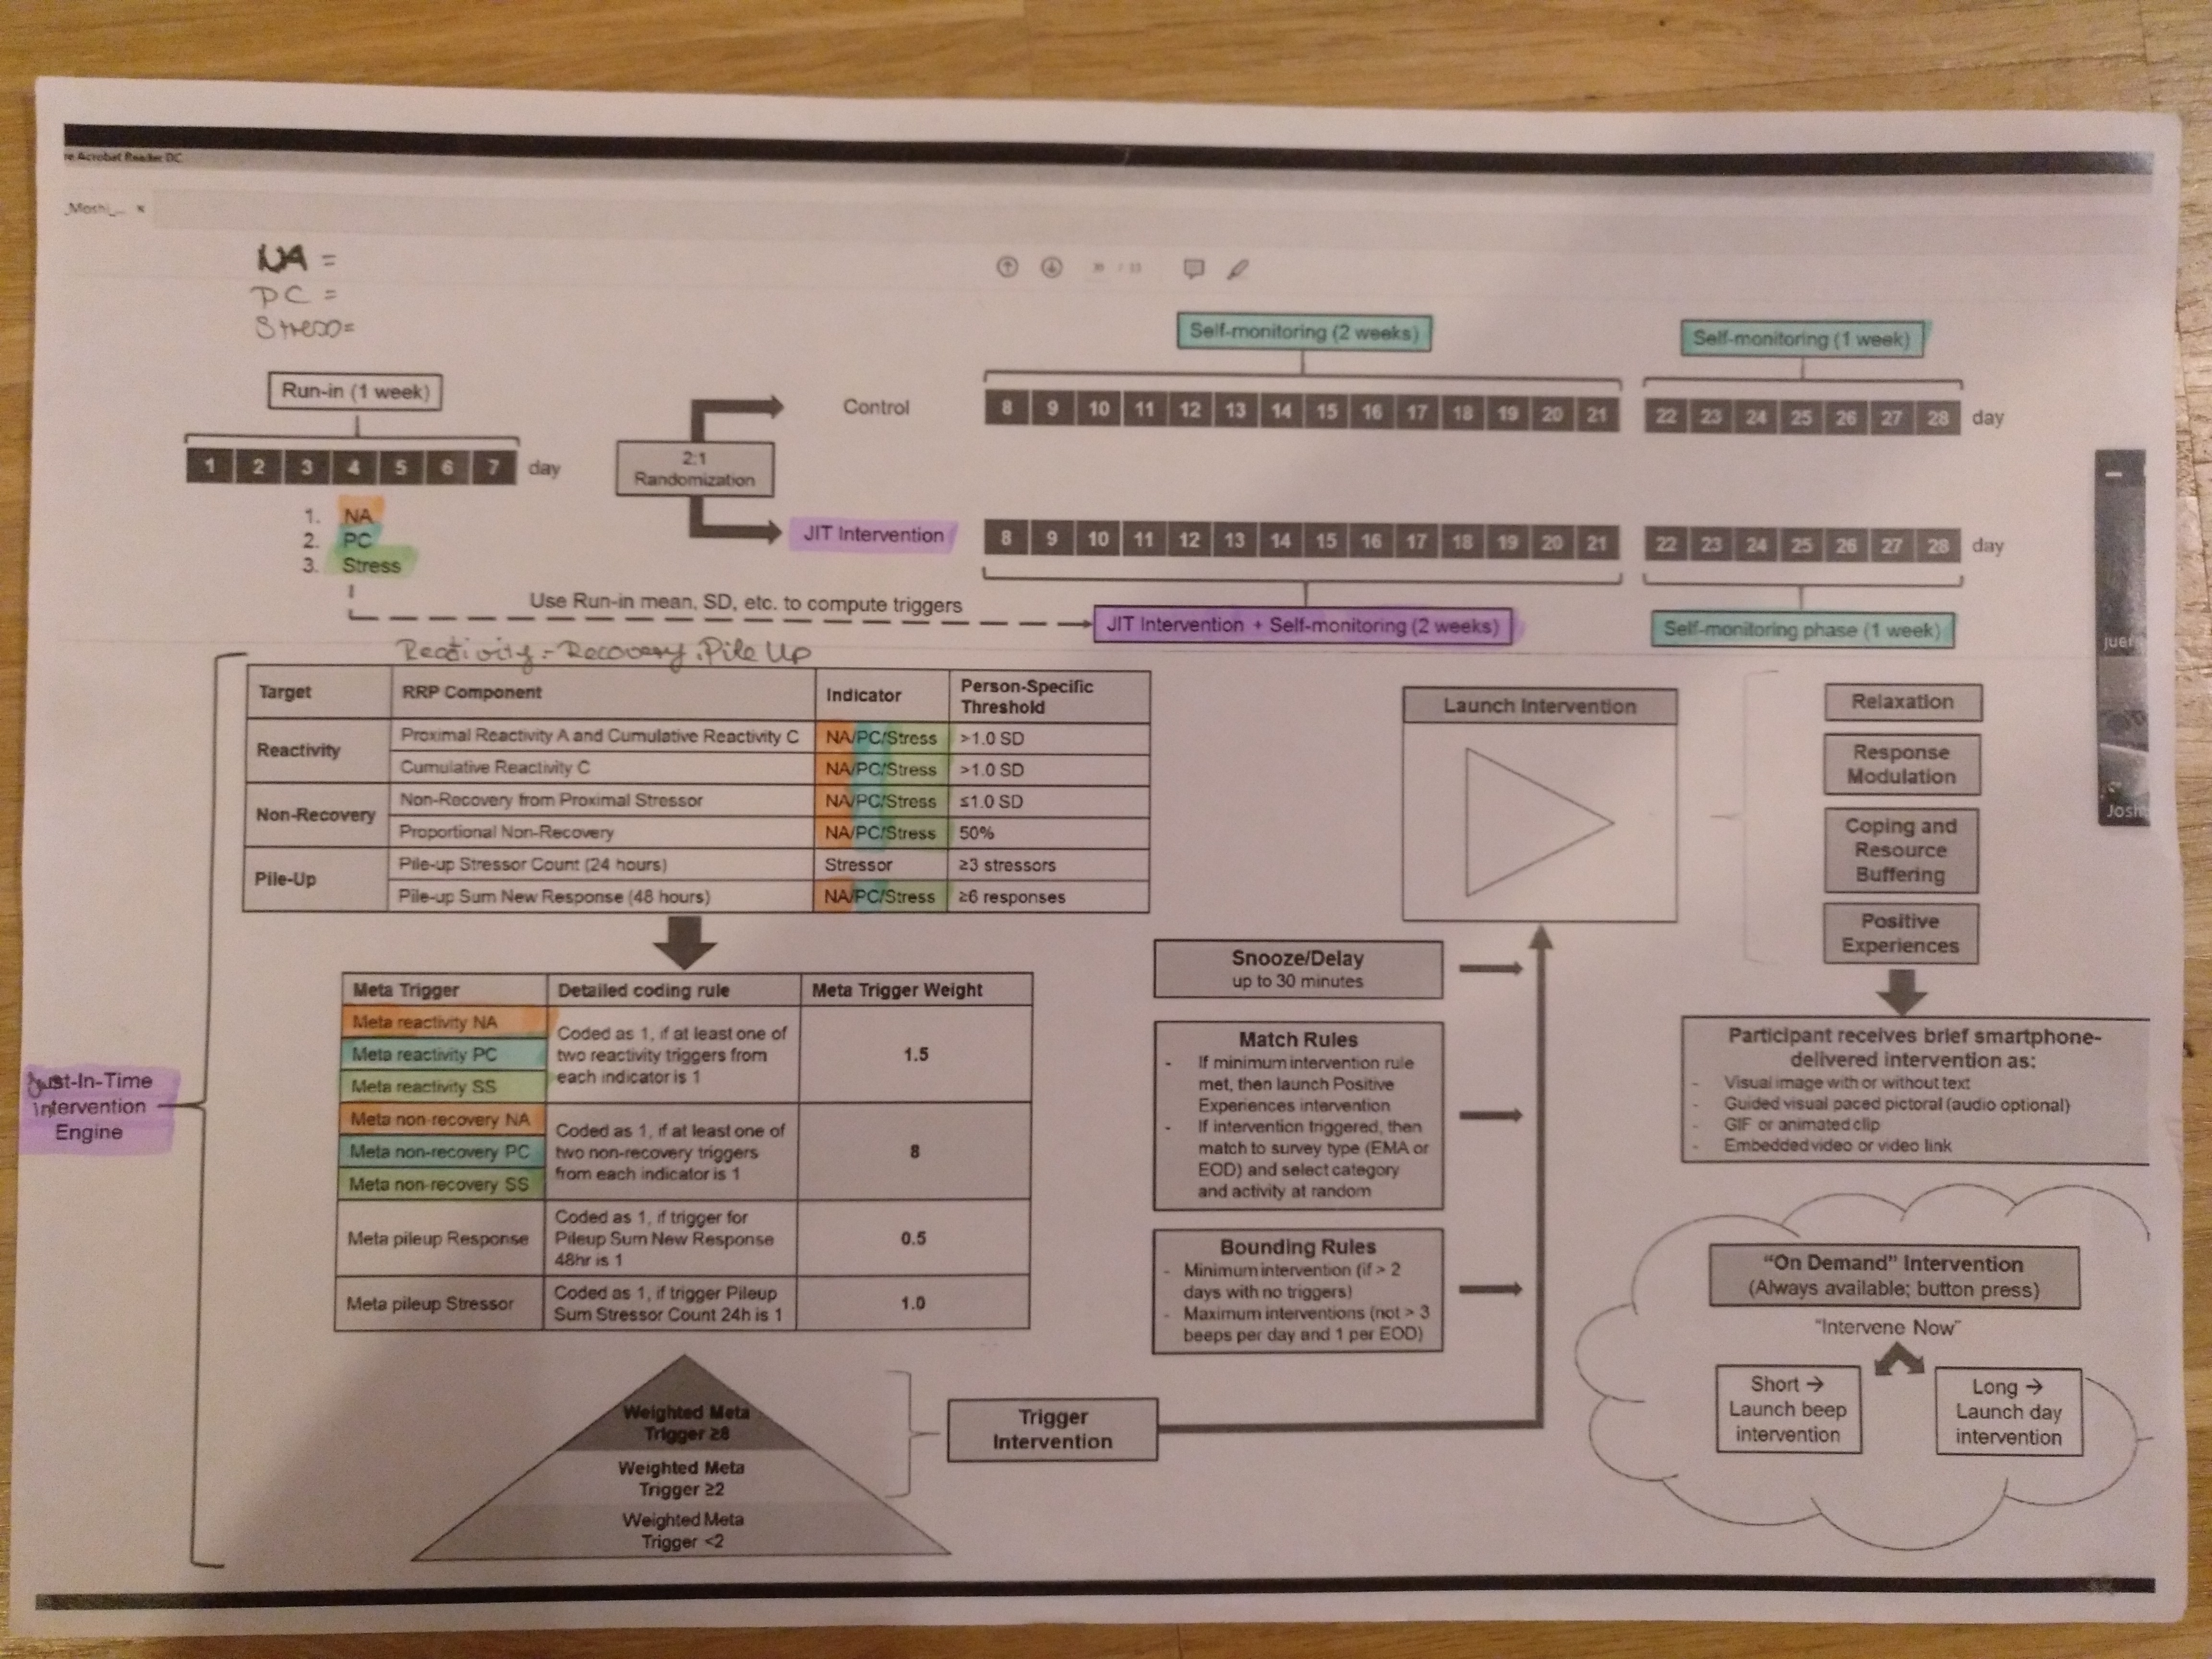 re Acrobat Reader DC
_Moshi_... ×
NA =
PC =
Stress=
Self-monitoring (2 weeks)
Self-monitoring (1 week)
Run-in (1 week)
1 2 3 4 5 6 7 day
2:1
Randomization
Control
8 9 10 11 12 13 14 15 16 17 18 19 20 21
22 23 24 25 26 27 28 day
1. NA
2. PC
3. Stress
JIT Intervention
8 9 10 11 12 13 14 15 16 17 18 19 20 21
22 23 24 25 26 27 28 day
Use Run-in mean, SD, etc. to compute triggers
JIT Intervention + Self-monitoring (2 weeks)
Self-monitoring phase (1 week)
Reactivity - Recovery. Pile Up
Target RRP Component Indicator Person-Specific
Threshold
Reactivity
Proximal Reactivity A and Cumulative Reactivity C NA/PC/Stress >1.0 SD
Cumulative Reactivity C NA/PC/Stress >1.0 SD
Non-Recovery
Non-Recovery from Proximal Stressor NA/PC/Stress ≤1.0 SD
Proportional Non-Recovery NA/PC/Stress 50%
Pile-Up
Pile-up Stressor Count (24 hours) Stressor ≥3 stressors
Pile-up Sum New Response (48 hours) NA/PC/Stress ≥6 responses
Just-In-Time
Intervention
Engine
Meta Trigger Detailed coding rule Meta Trigger Weight
Meta reactivity NA
Meta reactivity PC
Meta reactivity SS
Coded as 1, if at least one of
two reactivity triggers from
each indicator is 1
1.5
Meta non-recovery NA
Meta non-recovery PC
Meta non-recovery SS
Coded as 1, if at least one of
two non-recovery triggers
from each indicator is 1
8
Meta pileup Response
Coded as 1, if trigger for
Pileup Sum New Response
48hr is 1
0.5
Meta pileup Stressor
Coded as 1, if trigger Pileup
Sum Stressor Count 24h is 1
1.0
Weighted Meta
Trigger ≥8
Weighted Meta
Trigger ≥2
Weighted Meta
Trigger <2
Trigger
Intervention
Snooze/Delay
up to 30 minutes
Match Rules
- If minimum intervention rule
met, then launch Positive
Experiences intervention
- If intervention triggered, then
match to survey type (EMA or
EOD) and select category
and activity at random
Bounding Rules
- Minimum intervention (if > 2
days with no triggers)
- Maximum interventions (not > 3
beeps per day and 1 per EOD)
Launch Intervention
Relaxation
Response
Modulation
Coping and
Resource
Buffering
Positive
Experiences
Participant receives brief smartphone-
delivered intervention as:
- Visual image with or without text
- Guided visual paced pictoral (audio optional)
- GIF or animated clip
- Embedded video or video link
"On Demand" Intervention
(Always available; button press)
"Intervene Now"
Short →
Launch beep
intervention
Long →
Launch day
intervention
juer
Josh